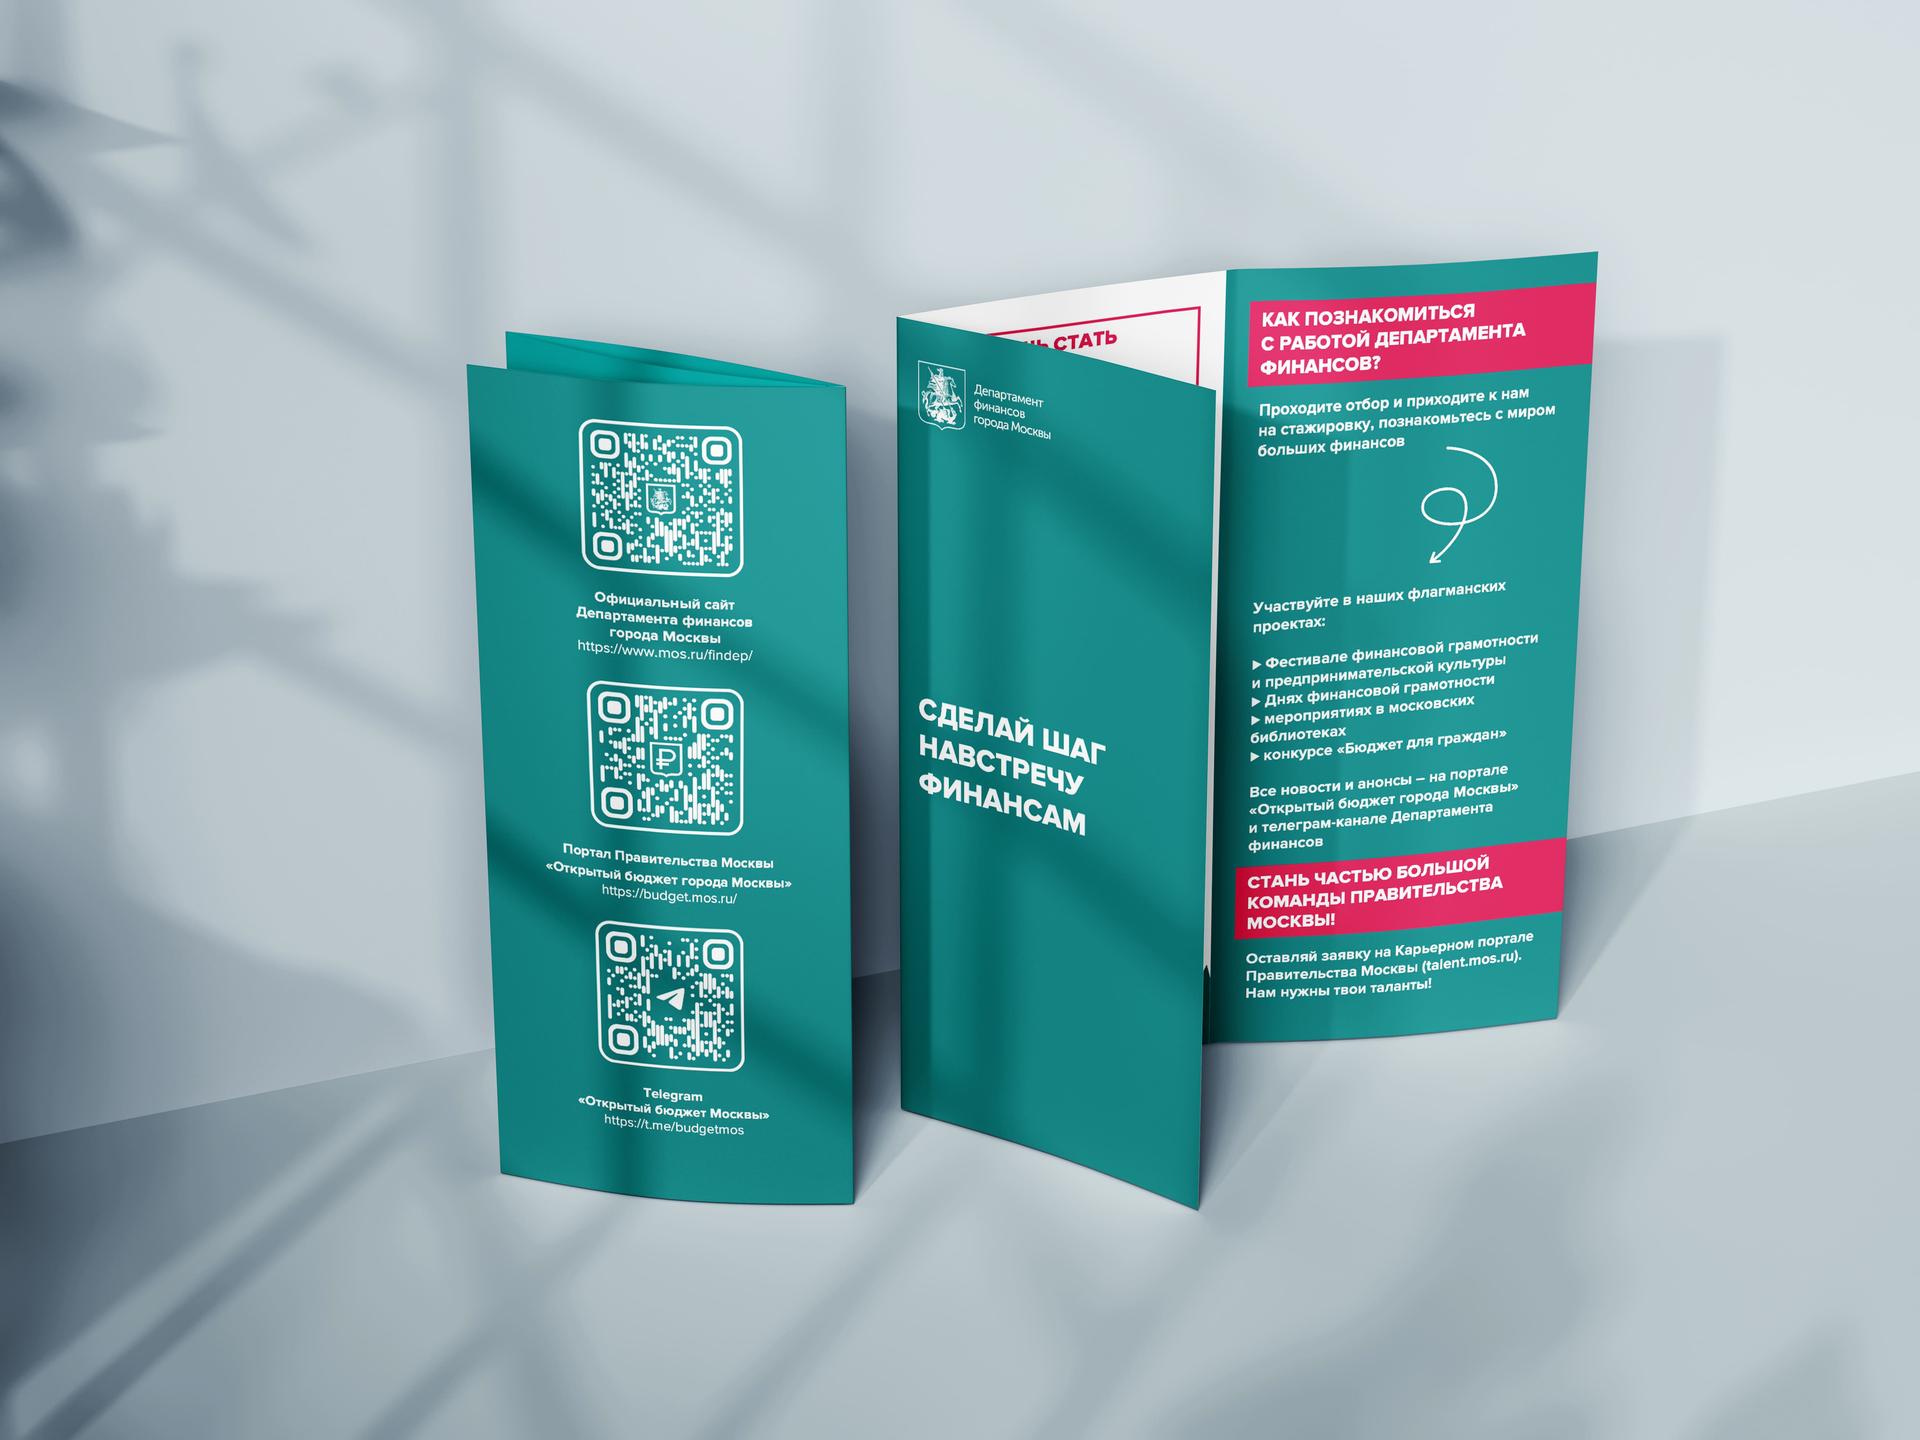 Официальный сайт
Департамента финансов
города Москвы
https://www.mos.ru/findep/
Портал Правительства Москвы
«Открытый бюджет города Москвы»
https://budget.mos.ru/
Telegram
«Открытый бюджет Москвы»
https://t.me/budgetmos
СТАТЬ
Департамент
финансов
города Москвы
СДЕЛАЙ ШАГ
НАВСТРЕЧУ
ФИНАНСАМ
КАК ПОЗНАКОМИТЬСЯ
С РАБОТОЙ ДЕПАРТАМЕНТА
ФИНАНСОВ?
Проходите отбор и приходите к нам
на стажировку, познакомьтесь с миром
больших финансов
Участвуйте в наших флагманских
проектах:
▶ Фестивале финансовой грамотности
и предпринимательской культуры
▶ Днях финансовой грамотности
▶ мероприятиях в московских
библиотеках
▶ конкурсе «Бюджет для граждан»
Все новости и анонсы – на портале
«Открытый бюджет города Москвы»
и телеграм-канале Департамента
финансов
СТАНЬ ЧАСТЬЮ БОЛЬШОЙ
КОМАНДЫ ПРАВИТЕЛЬСТВА
МОСКВЫ!
Оставляй заявку на Карьерном портале
Правительства Москвы (talent.mos.ru).
Нам нужны твои таланты!